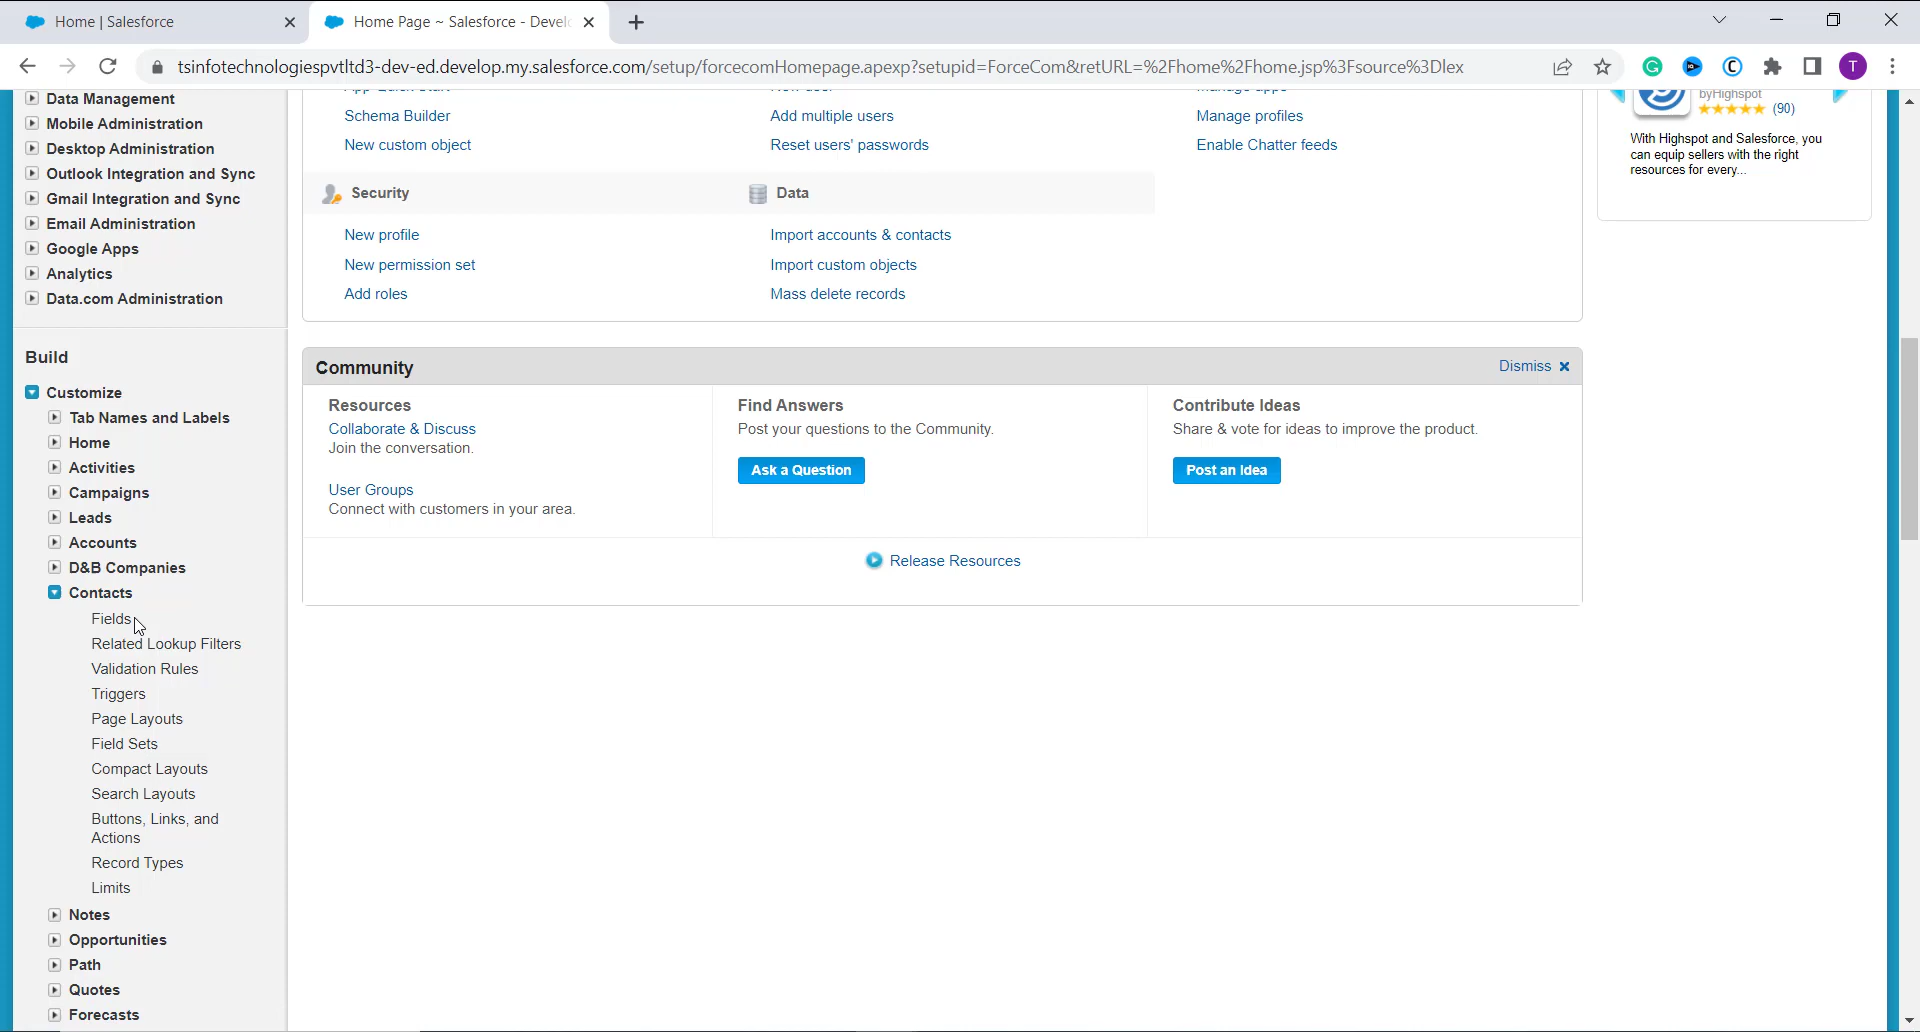 Home | Salesforce
Home Page ~ Salesforce - Devel
tsinfotechnologiespvtltd3-dev-ed.develop.my.salesforce.com/setup/forcecomHomepage.apexp?setupid=ForceCom&retURL=%2Fhome%2Fhome.jsp%3Fsource%3Dlex
T
Data Management
Mobile Administration
Desktop Administration
Outlook Integration and Sync
Gmail Integration and Sync
Email Administration
Google Apps
Analytics
Data.com Administration
Build
Customize
Tab Names and Labels
Home
Activities
Campaigns
Leads
Accounts
D&B Companies
Contacts
Fields
Related Lookup Filters
Validation Rules
Triggers
Page Layouts
Field Sets
Compact Layouts
Search Layouts
Buttons, Links, and
Actions
Record Types
Limits
Notes
Opportunities
Path
Quotes
Forecasts
Schema Builder
New custom object
Add multiple users
Reset users' passwords
Manage apps
Manage profiles
Enable Chatter feeds
Security
New profile
New permission set
Add roles
Data
Import accounts & contacts
Import custom objects
Mass delete records
Community
Dismiss
Resources
Collaborate & Discuss
Join the conversation.
User Groups
Connect with customers in your area.
Find Answers
Post your questions to the Community.
Ask a Question
Contribute Ideas
Share & vote for ideas to improve the product.
Post an Idea
Release Resources
byHighspot
(90)
With Highspot and Salesforce, you
can equip sellers with the right
resources for every...